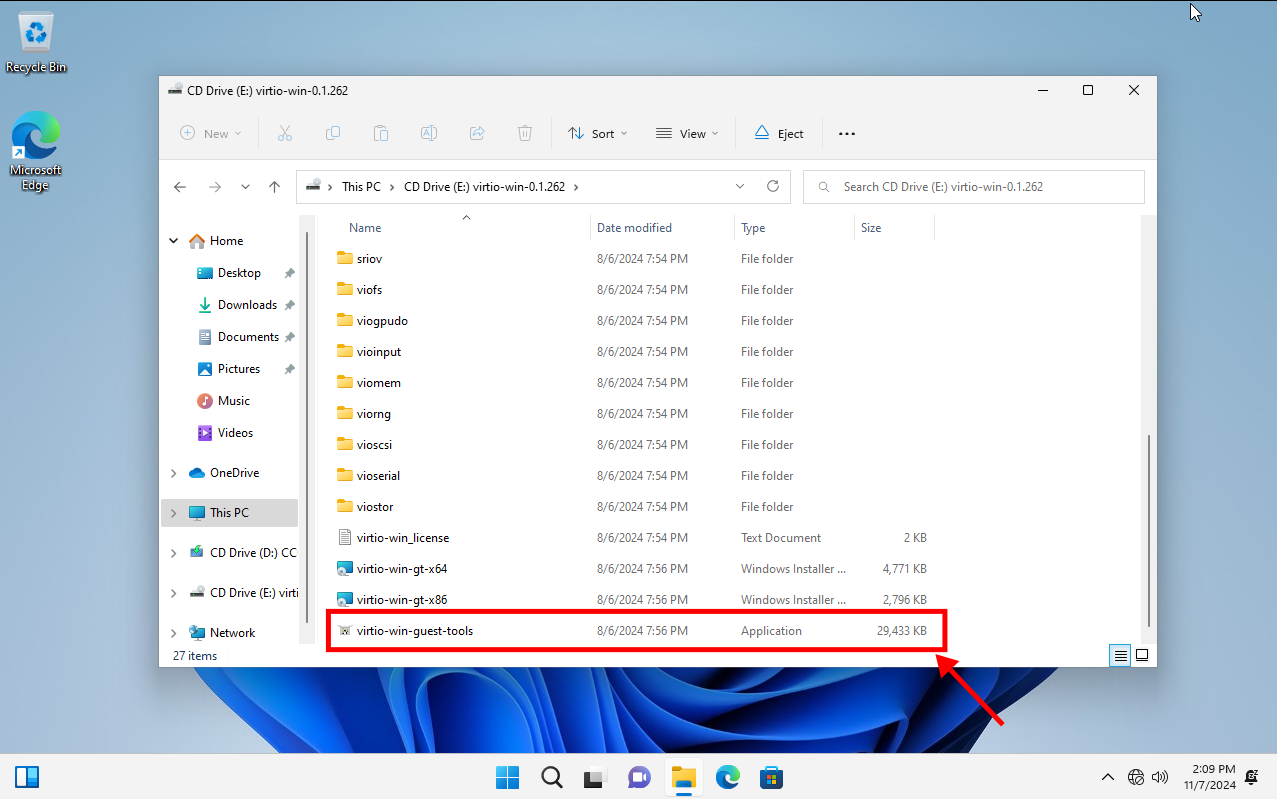 Recycle Bin
Microsoft
Edge
CD Drive (E:) virtio-win-0.1.262
New
Sort
View
Eject
This PC
CD Drive (E:) virtio-win-0.1.262
Search CD Drive (E:) virtio-win-0.1.262
Home
Desktop
Downloads
Documents
Pictures
Music
Videos
OneDrive
This PC
CD Drive (D:) CC
CD Drive (E:) virti
Network
Name Date modified Type Size
sriov 8/6/2024 7:54 PM File folder
viofs 8/6/2024 7:54 PM File folder
viogpudo 8/6/2024 7:54 PM File folder
vioinput 8/6/2024 7:54 PM File folder
viomem 8/6/2024 7:54 PM File folder
viorng 8/6/2024 7:54 PM File folder
vioscsi 8/6/2024 7:54 PM File folder
vioserial 8/6/2024 7:54 PM File folder
viostor 8/6/2024 7:54 PM File folder
virtio-win_license 8/6/2024 7:54 PM Text Document 2 KB
virtio-win-gt-x64 8/6/2024 7:56 PM Windows Installer ... 4,771 KB
virtio-win-gt-x86 8/6/2024 7:56 PM Windows Installer ... 2,796 KB
virtio-win-guest-tools 8/6/2024 7:56 PM Application 29,433 KB
27 items
2:09 PM
11/7/2024